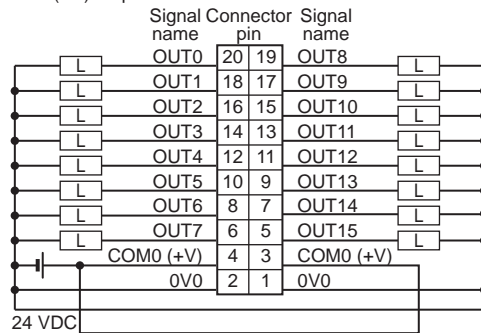 Signal Connector Signal
name pin name
L OUT0 20 19 OUT8 L
L OUT1 18 17 OUT9 L
L OUT2 16 15 OUT10 L
L OUT3 14 13 OUT11 L
L OUT4 12 11 OUT12 L
L OUT5 10 9 OUT13 L
L OUT6 8 7 OUT14 L
L OUT7 6 5 OUT15 L
COM0 (+V) 4 3 COM0 (+V)
0V0 2 1 0V0
24 VDC